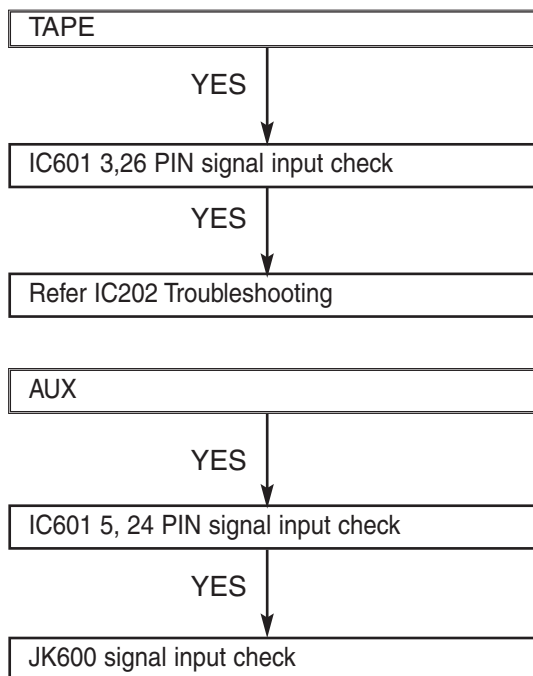 TAPE
YES
IC601 3,26 PIN signal input check
YES
Refer IC202 Troubleshooting
AUX
YES
IC601 5, 24 PIN signal input check
YES
JK600 signal input check